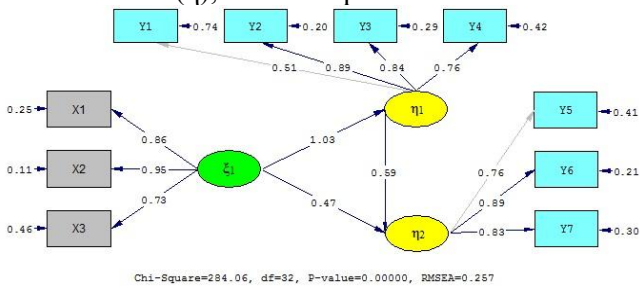 (η),
Y1 0.74 Y2 0.20 Y3 0.29 Y4 0.42
0.51 0.89 0.84 0.76
0.25 X1 η1 Y5 0.41
0.86 1.03
0.11 X2 0.95 ξ1 0.59 0.76 Y6 0.21
0.73 0.47 0.89
0.46 X3 η2 0.83 Y7 0.30
Chi-Square=284.06, df=32, P-value=0.00000, RMSEA=0.257